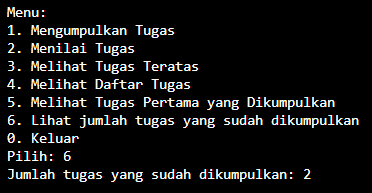 Menu:
1. Mengumpulkan Tugas
2. Menilai Tugas
3. Melihat Tugas Teratas
4. Melihat Daftar Tugas
5. Melihat Tugas Pertama yang Dikumpulkan
6. Lihat jumlah tugas yang sudah dikumpulkan
0. Keluar
Pilih: 6
Jumlah tugas yang sudah dikumpulkan: 2